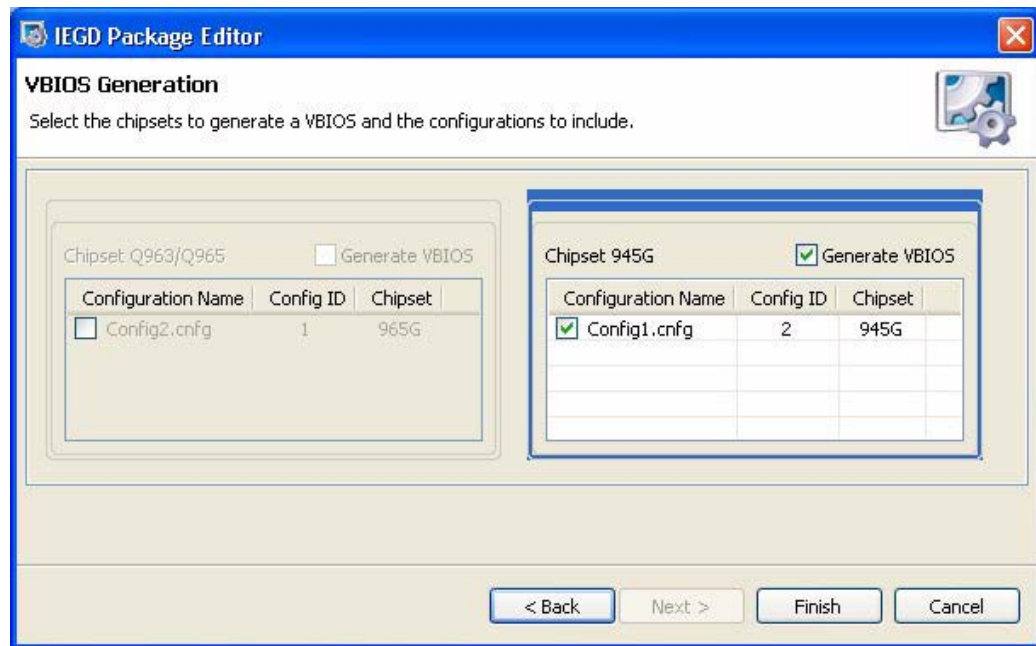 IEGD Package Editor
VBIOS Generation
Select the chipsets to generate a VBIOS and the configurations to include.
Chipset Q963/Q965 Generate VBIOS
Configuration Name Config ID Chipset
Config2.cnfg 1 965G
Chipset 945G Generate VBIOS
Configuration Name Config ID Chipset
Config1.cnfg 2 945G
< Back Next > Finish Cancel